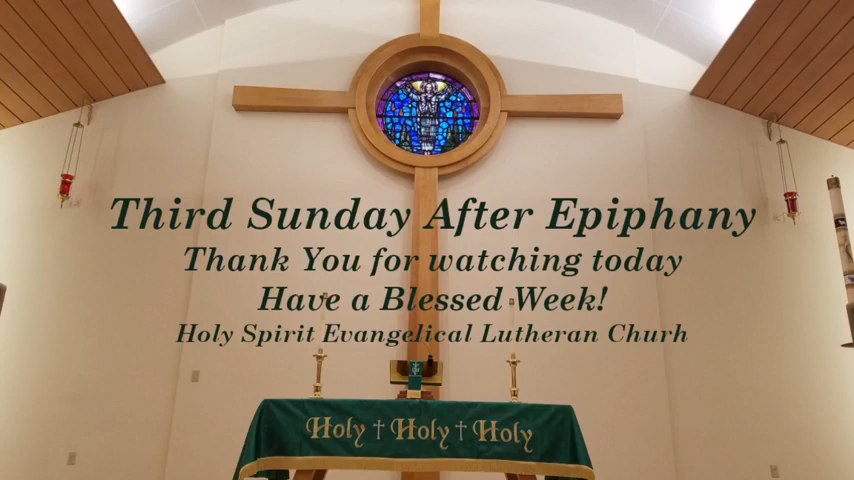 Third Sunday After Epiphany
Thank You for watching today
Have a Blessed Week!
Holy Spirit Evangelical Lutheran Churh
Holy † Holy † Holy